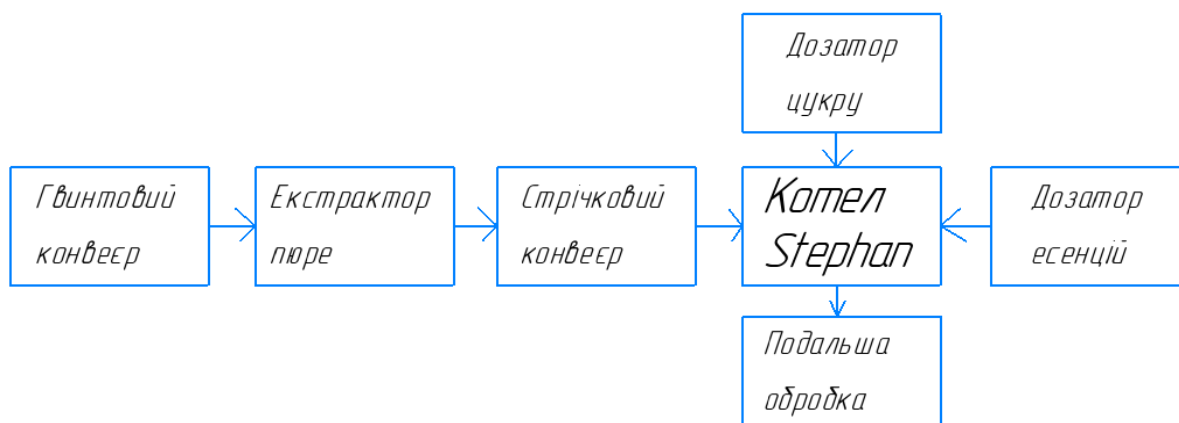 Дозатор
цукру
Гвинтовий
конвеєр
Екстрактор
пюре
Стрічковий
конвеєр
Котел
Stephan
Дозатор
есенцій
Подальша
обробка